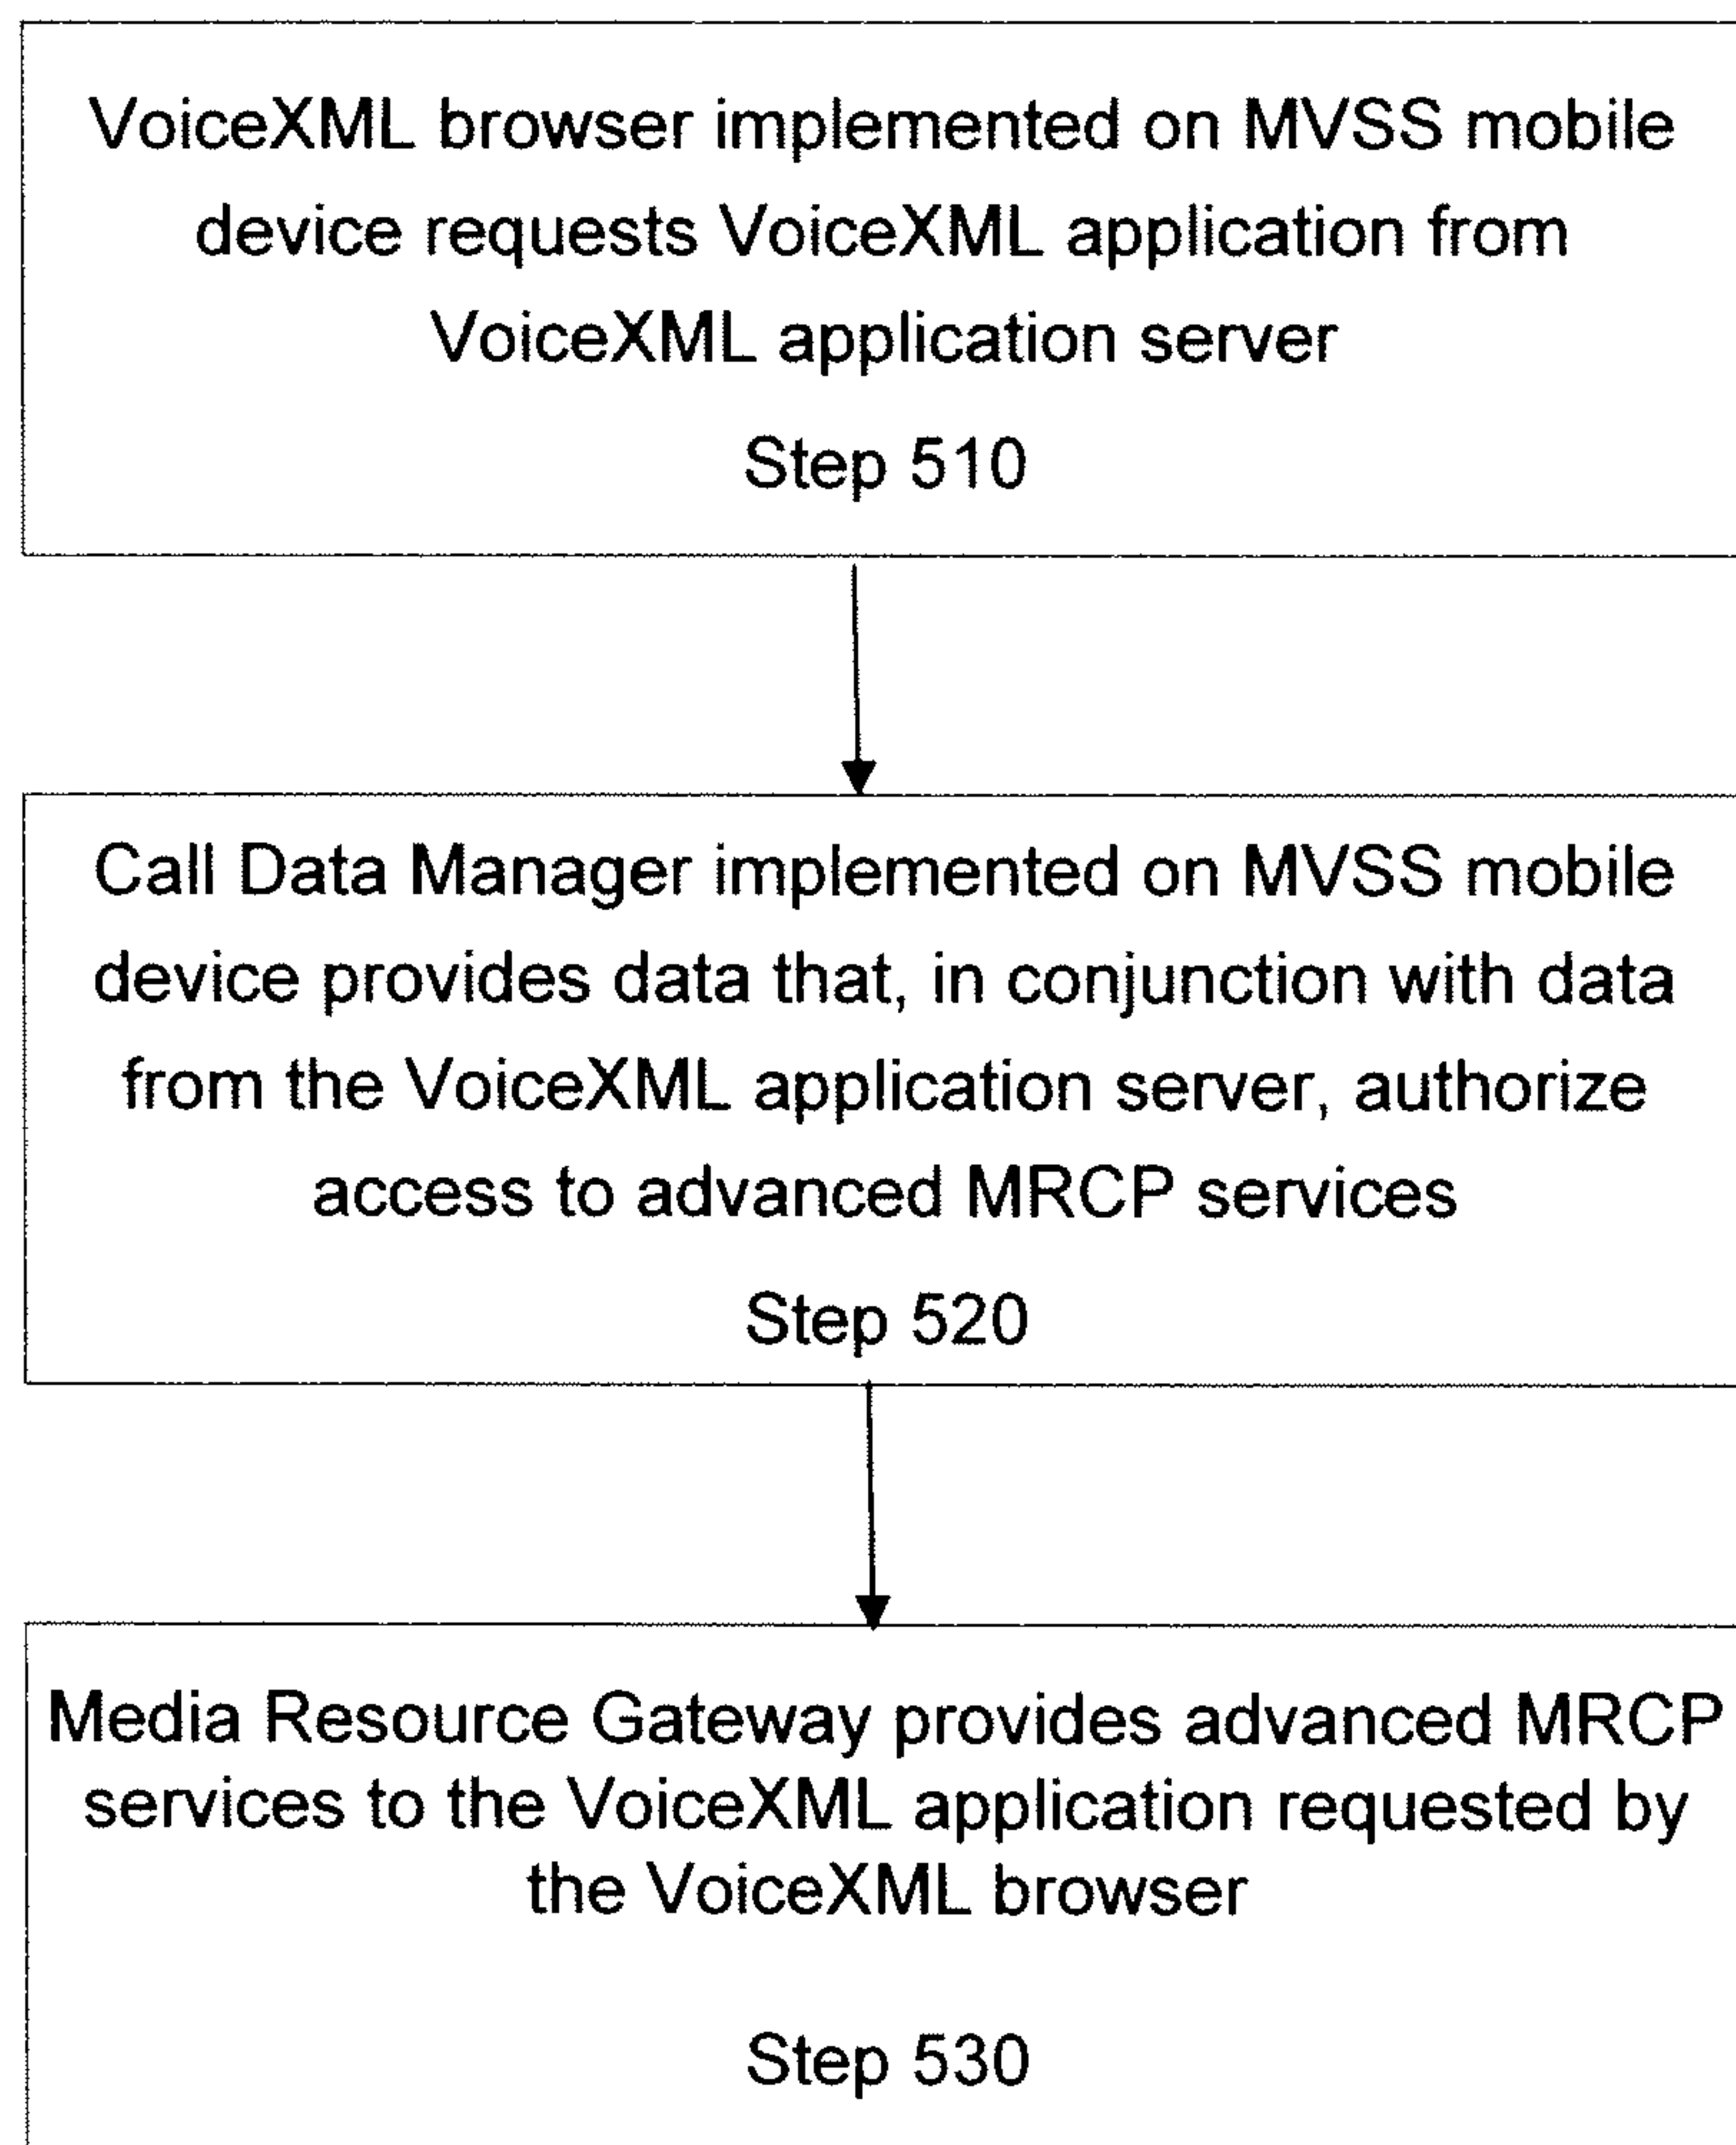 VoiceXML browser implemented on MVSS mobile
device requests VoiceXML application from
VoiceXML application server
Step 510
Call Data Manager implemented on MVSS mobile
device provides data that, in conjunction with data
from the VoiceXML application server, authorize
access to advanced MRCP services
Step 520
Media Resource Gateway provides advanced MRCP
services to the VoiceXML application requested by
the VoiceXML browser
Step 530